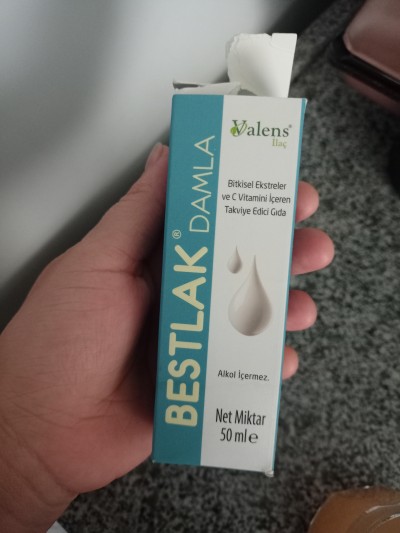 Valens®
İlaç
Bitkisel Ekstreler
ve C Vitamini İçeren
Takviye Edici Gıda
BESTLAK® DAMLA
Alkol İçermez.
Net Miktar
50 ml e